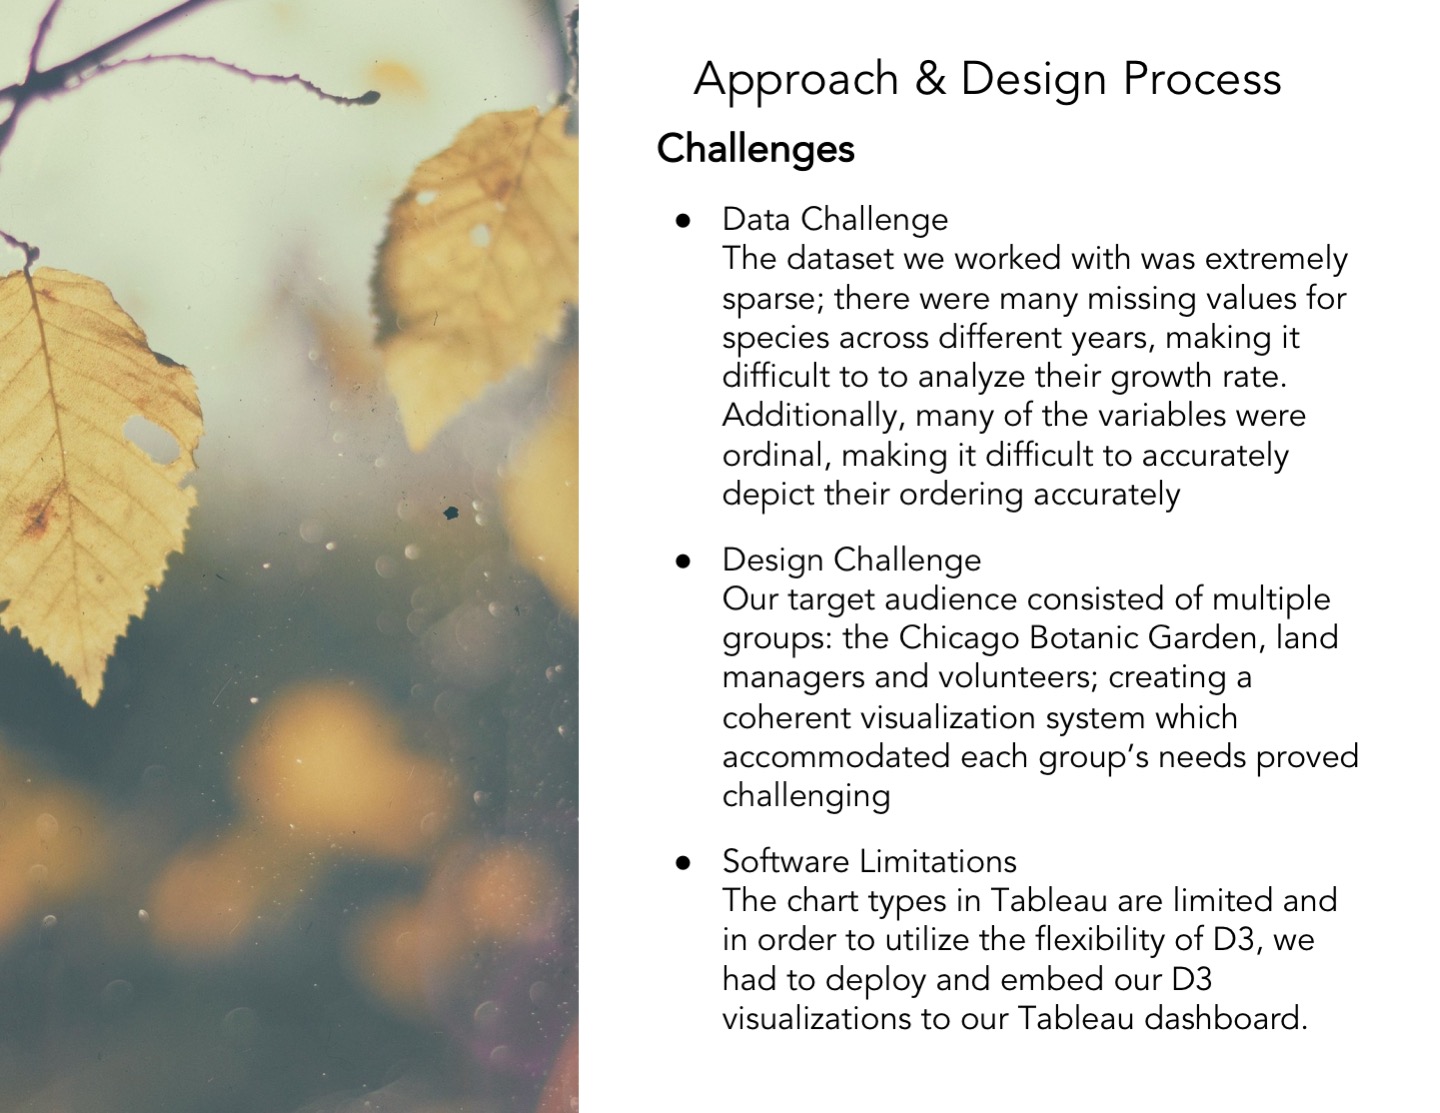 Approach & Design Process
Challenges
● Data Challenge
The dataset we worked with was extremely
sparse; there were many missing values for
species across different years, making it
difficult to to analyze their growth rate.
Additionally, many of the variables were
ordinal, making it difficult to accurately
depict their ordering accurately
● Design Challenge
Our target audience consisted of multiple
groups: the Chicago Botanic Garden, land
managers and volunteers; creating a
coherent visualization system which
accommodated each group’s needs proved
challenging
● Software Limitations
The chart types in Tableau are limited and
in order to utilize the flexibility of D3, we
had to deploy and embed our D3
visualizations to our Tableau dashboard.